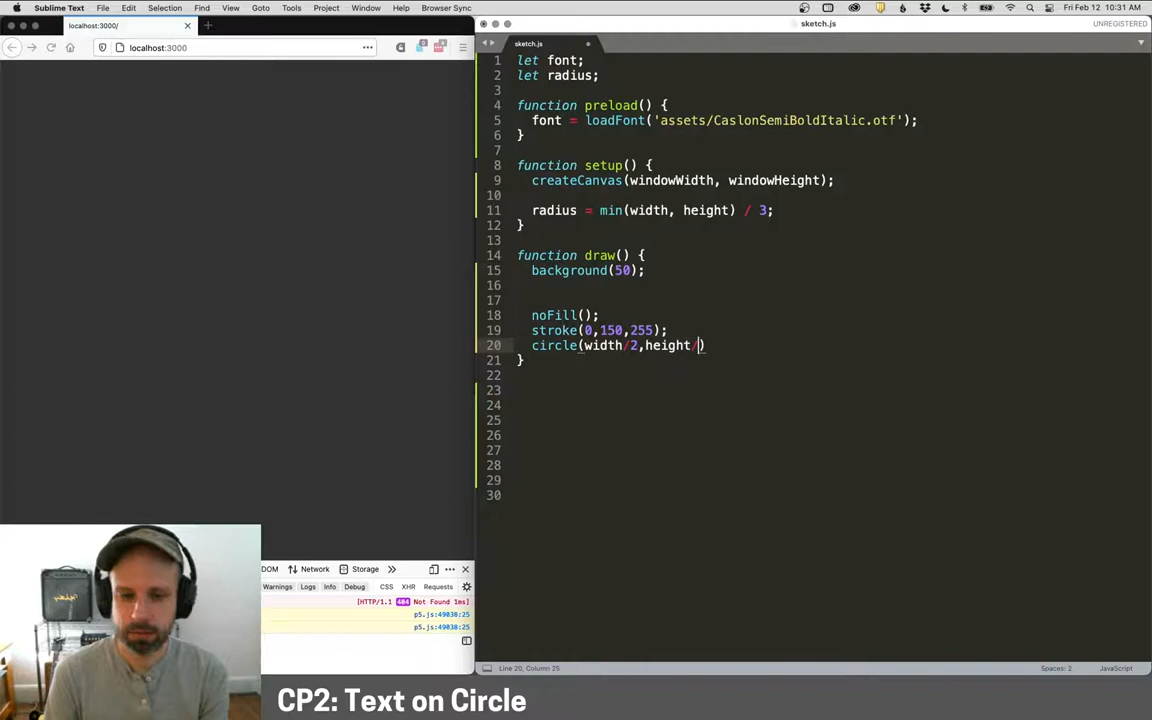 Sublime Text File Edit Selection Find View Goto Tools Project Window Help Browser Sync Fri Feb 12 10:31 AM
localhost:3000/
sketch.js UNREGISTERED
localhost:3000
sketch.js
1 let font;
2 let radius;
3
4 function preload() {
5 font = loadFont('assets/CaslonSemiBoldItalic.otf');
6 }
7
8 function setup() {
9 createCanvas(windowWidth, windowHeight);
10
11 radius = min(width, height) / 3;
12 }
13
14 function draw() {
15 background(50);
16
17
18 noFill();
19 stroke(0,150,255);
20 circle(width/2,height/)
21 }
22
23
24
25
26
27
28
29
30
DOM Network Storage
Warnings Logs Info Debug CSS XHR Requests
[HTTP/1.1 404 Not Found 1ms]
p5.js:49038:25
p5.js:49038:25
Line 20, Column 25 Spaces: 2 JavaScript
CP2: Text on Circle